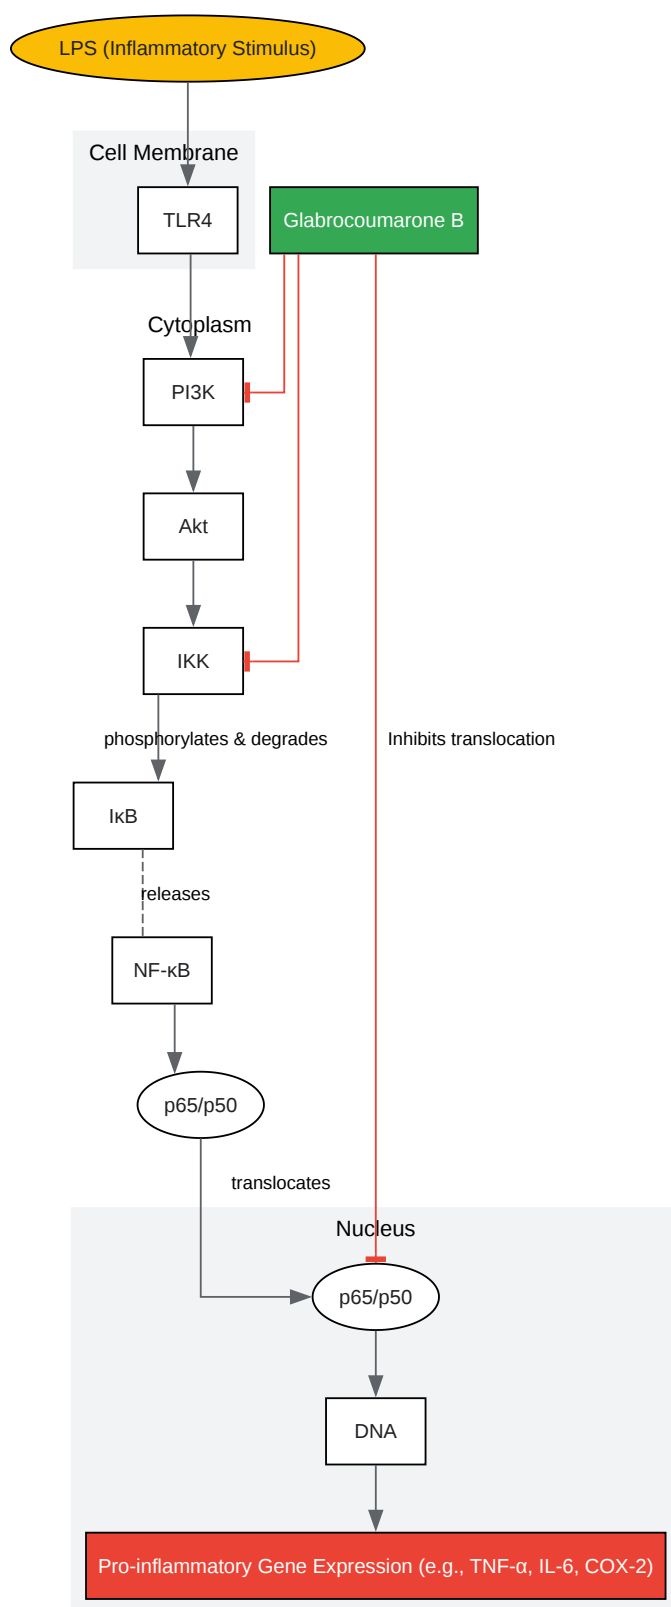 LPS (Inflammatory Stimulus)
Cell Membrane
TLR4
Glabrocoumarone B
Cytoplasm
PI3K
Akt
IKK
phosphorylates & degrades
Inhibits translocation
IκB
releases
NF-κB
p65/p50
translocates
Nucleus
p65/p50
DNA
Pro-inflammatory Gene Expression (e.g., TNF-α, IL-6, COX-2)